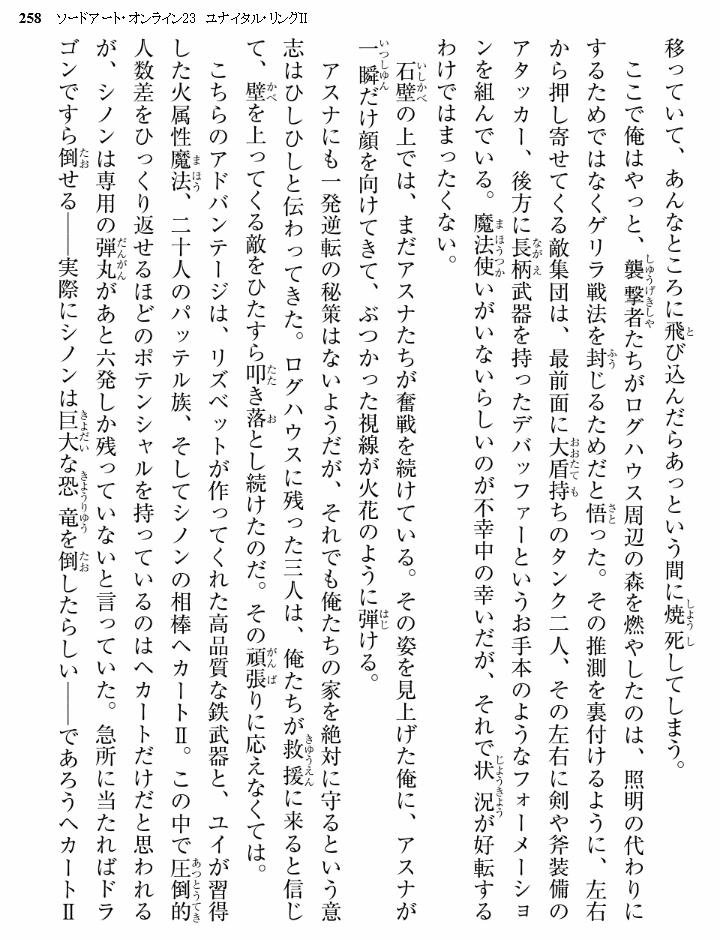 258 ソードアート・オンライン23 ユナイタル・リングⅡ
移っていて、あんなところに飛び込んだらあっという間に焼死してしまう。
ここで俺はやっと、襲撃者たちがログハウス周辺の森を燃やしたのは、照明の代わりに
するためではなくゲリラ戦法を封じるためだと悟った。その推測を裏付けるように、左右
から押し寄せてくる敵集団は、最前面に大盾持ちのタンク二人、その左右に剣や斧装備の
アタッカー、後方に長柄武器を持ったデバッファーというお手本のようなフォーメーショ
ンを組んでいる。魔法使いがいないらしいのが不幸中の幸いだが、それで状況が好転する
わけではまったくない。
石壁の上では、まだアスナたちが奮戦を続けている。その姿を見上げた俺に、アスナが
一瞬だけ顔を向けてきて、ぶつかった視線が火花のように弾ける。
アスナにも一発逆転の秘策はないようだが、それでも俺たちの家を絶対に守るという意
志はひしひしと伝わってきた。ログハウスに残った三人は、俺たちが救援に来ると信じ
て、壁を上ってくる敵をひたすら叩き落とし続けたのだ。その頑張りに応えなくては。
こちらのアドバンテージは、リズベットが作ってくれた高品質な鉄武器と、ユイが習得
した火属性魔法、二十人のパッテル族、そしてシノンの相棒ヘカートⅡ。この中で圧倒的
人数差をひっくり返せるほどのポテンシャルを持っているのはヘカートだけだと思われる
が、シノンは専用の弾丸があと六発しか残っていないと言っていた。急所に当たればドラ
ゴンですら倒せる――実際にシノンは巨大な恐竜を倒したらしい――であろうヘカートⅡ